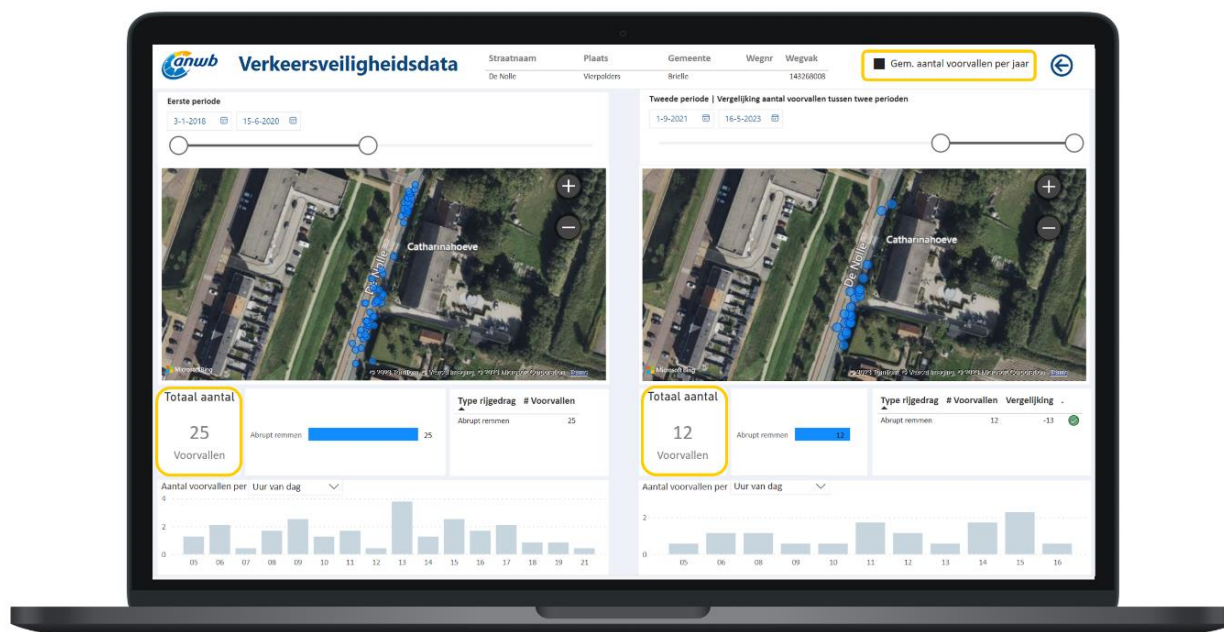 anwb
Verkeersveiligheidsdata
Straatnaam Plaats Gemeente Wegnr Wegvak
De Nolle Vierpolders Brielle 143268008
Gem. aantal voorvallen per jaar
Eerste periode
3-1-2018 15-6-2020
Tweede periode | Vergelijking aantal voorvallen tussen twee perioden
1-9-2021 16-5-2023
Catharinahoeve
De Nolle
Microsoft Bing
Catharinahoeve
De Nolle
Microsoft Bing
Totaal aantal
25
Voorvallen
Abrupt remmen 25
Type rijgedrag # Voorvallen
Abrupt remmen 25
Totaal aantal
12
Voorvallen
Abrupt remmen 12
Type rijgedrag # Voorvallen Vergelijking .
Abrupt remmen 12 -13
Aantal voorvallen per Uur van dag
4
2
0
05 06 07 08 09 10 11 12 13 14 15 16 17 18 19 21
Aantal voorvallen per Uur van dag
2
0
05 06 08 09 10 11 12 13 14 15 16